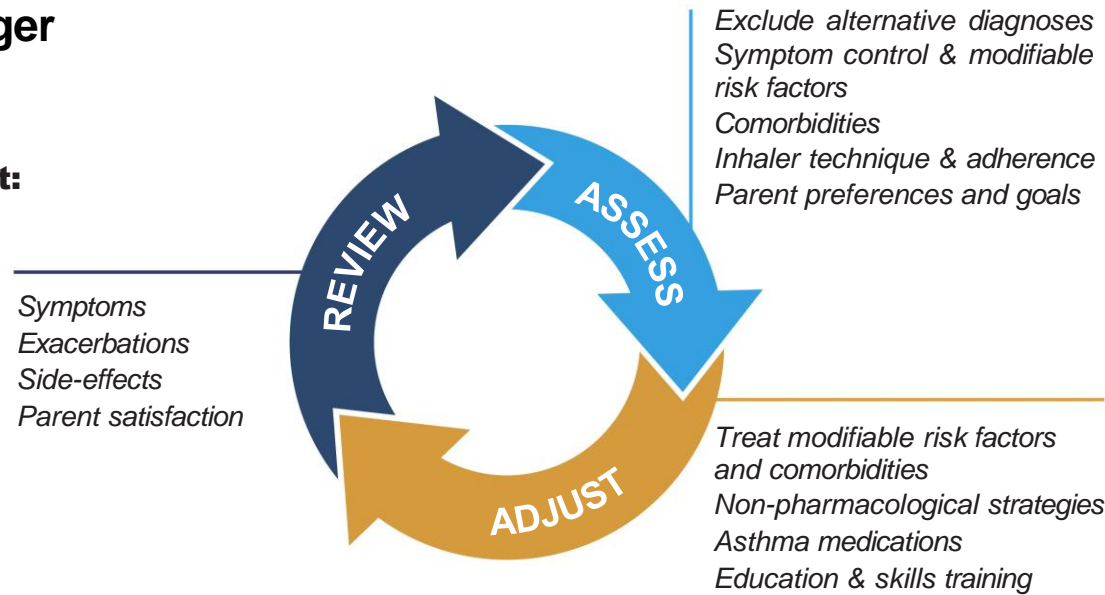 ger
t:
Exclude alternative diagnoses
Symptom control & modifiable
risk factors
Comorbidities
Inhaler technique & adherence
Parent preferences and goals
REVIEW
ASSESS
ADJUST
Symptoms
Exacerbations
Side-effects
Parent satisfaction
Treat modifiable risk factors
and comorbidities
Non-pharmacological strategies
Asthma medications
Education & skills training